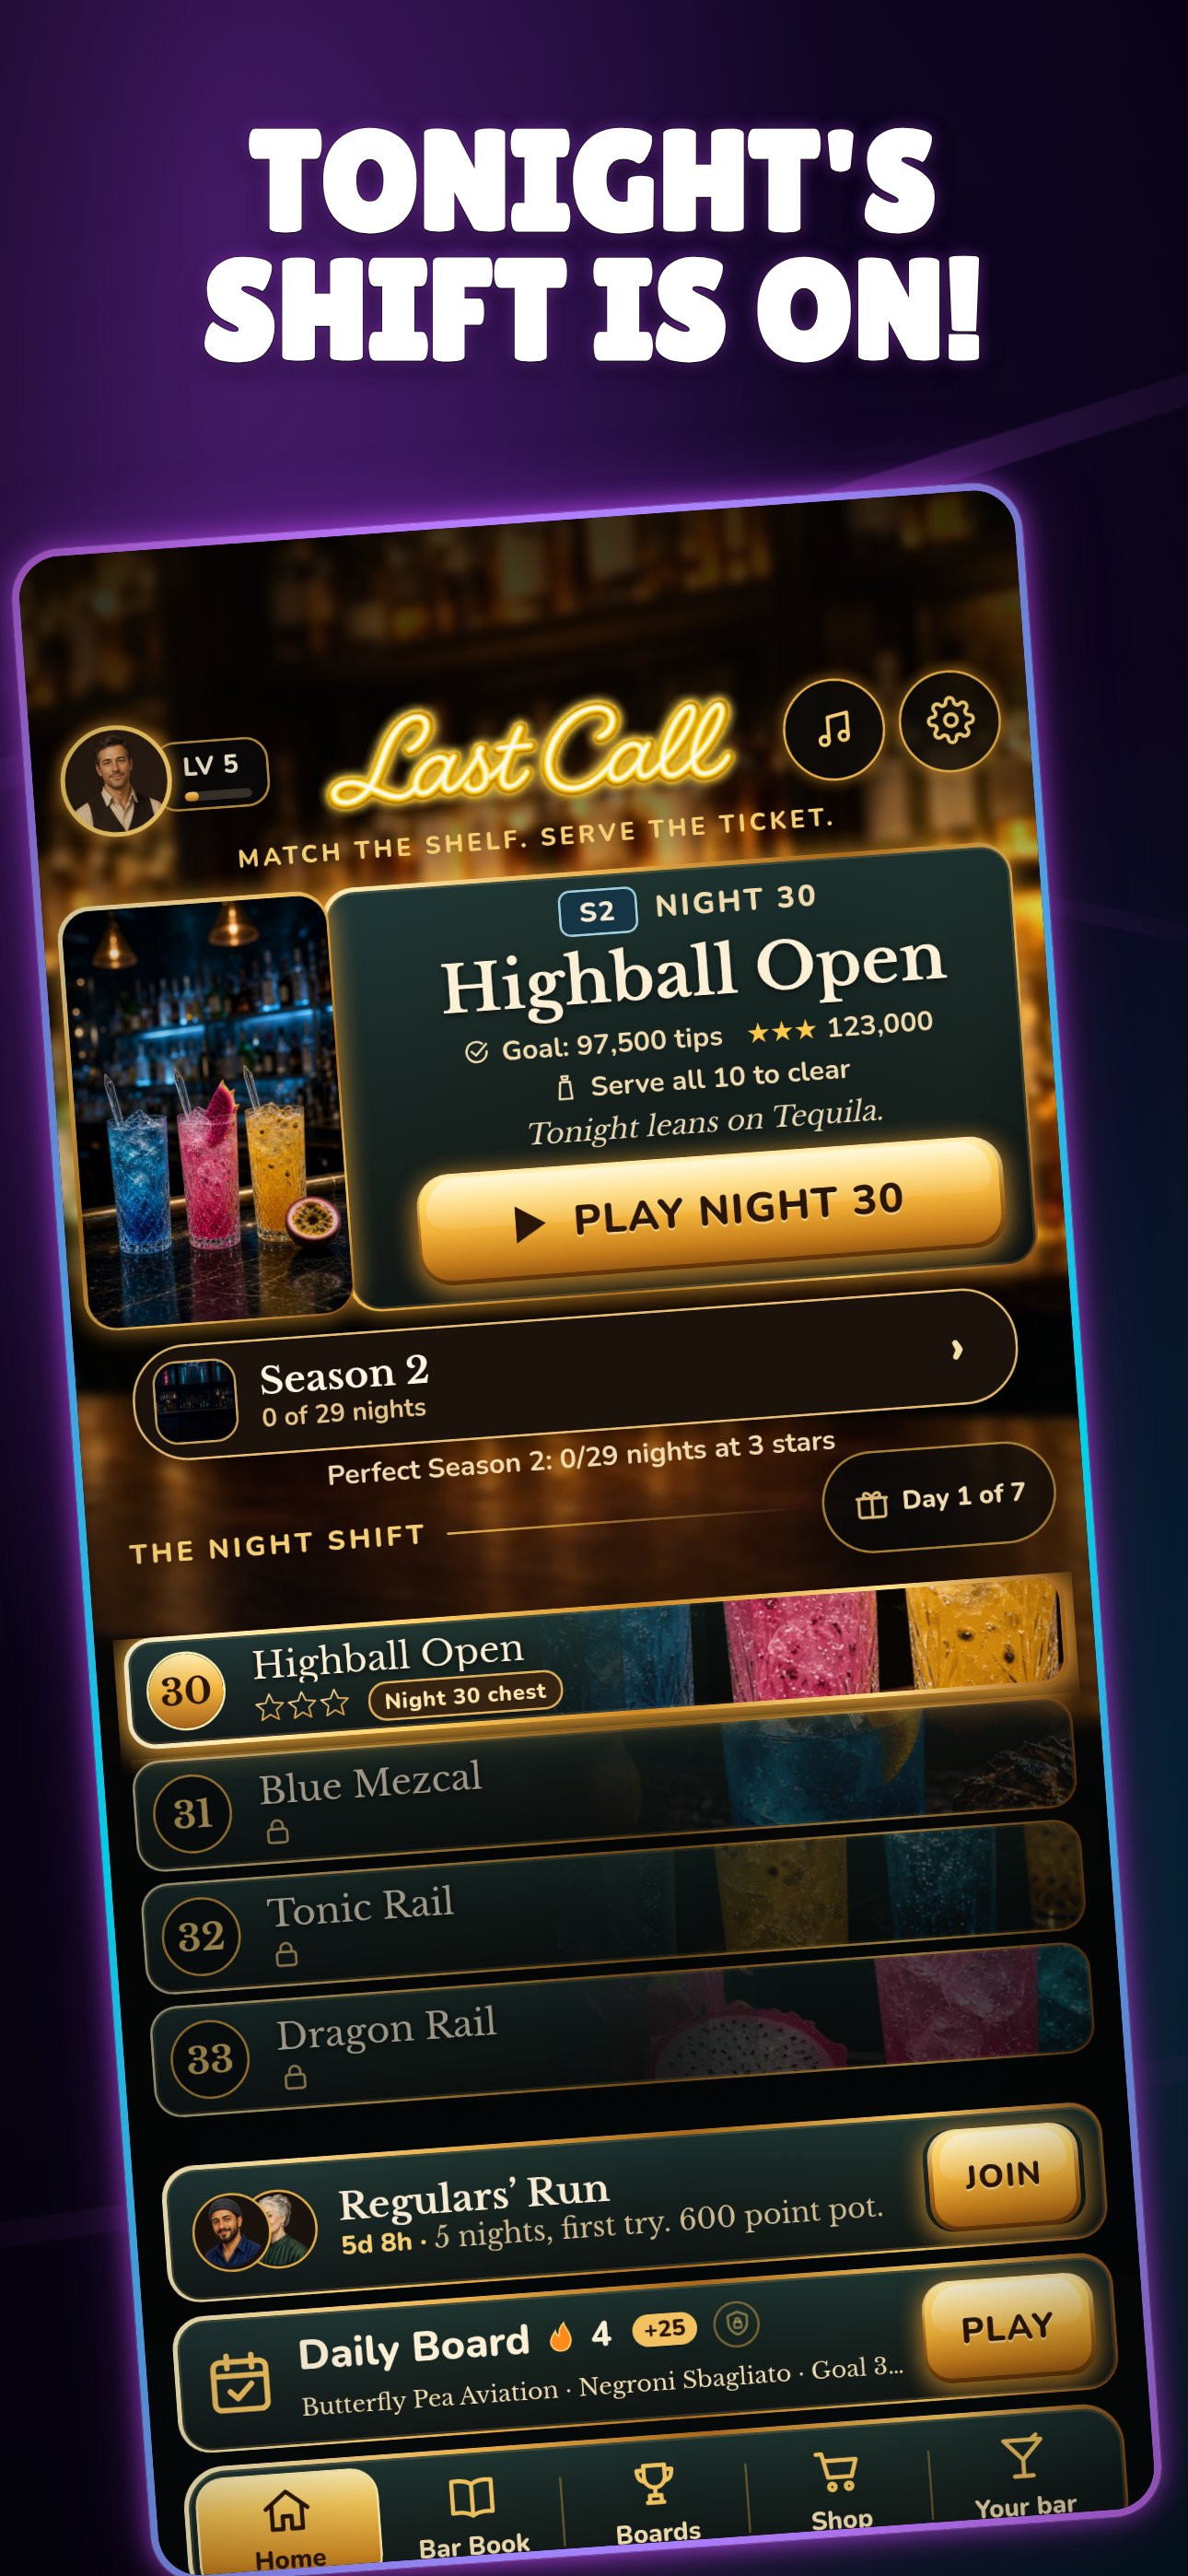 TONIGHT'S
SHIFT IS ON!
LV 5
Last Call
MATCH THE SHELF. SERVE THE TICKET.
S2 NIGHT 30
Highball Open
Goal: 97,500 tips ★★★ 123,000
Serve all 10 to clear
Tonight leans on Tequila.
PLAY NIGHT 30
Season 2
0 of 29 nights
Perfect Season 2: 0/29 nights at 3 stars
Day 1 of 7
THE NIGHT SHIFT
30 Highball Open
Night 30 chest
31 Blue Mezcal
32 Tonic Rail
33 Dragon Rail
Regulars’ Run
5d 8h · 5 nights, first try. 600 point pot.
JOIN
Daily Board 4 +25
Butterfly Pea Aviation · Negroni Sbagliato · Goal 3...
PLAY
Home
Bar Book
Boards
Shop
Your bar